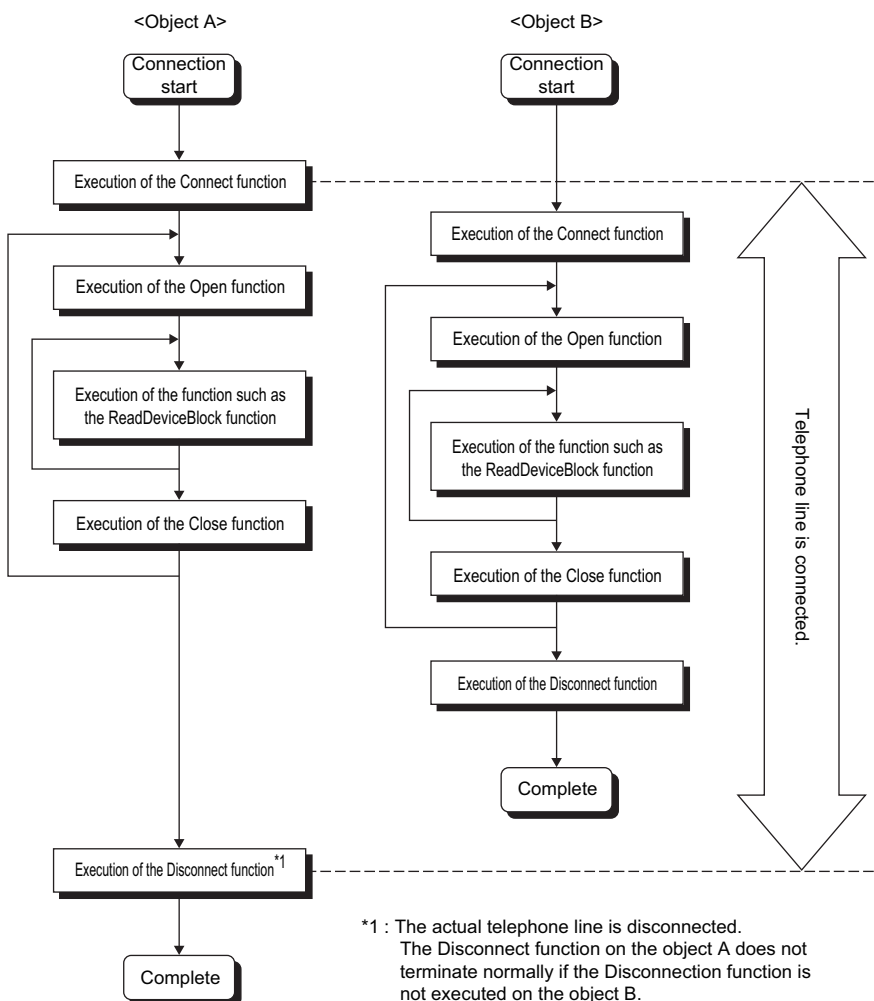 <Object A>
Connection
start
Execution of the Connect function
Execution of the Open function
Execution of the function such as
the ReadDeviceBlock function
Execution of the Close function
Execution of the Disconnect function*1
Complete
<Object B>
Connection
start
Execution of the Connect function
Execution of the Open function
Execution of the function such as
the ReadDeviceBlock function
Execution of the Close function
Execution of the Disconnect function
Complete
Telephone line is connected.
*1 : The actual telephone line is disconnected.
The Disconnect function on the object A does not
terminate normally if the Disconnection function is
not executed on the object B.